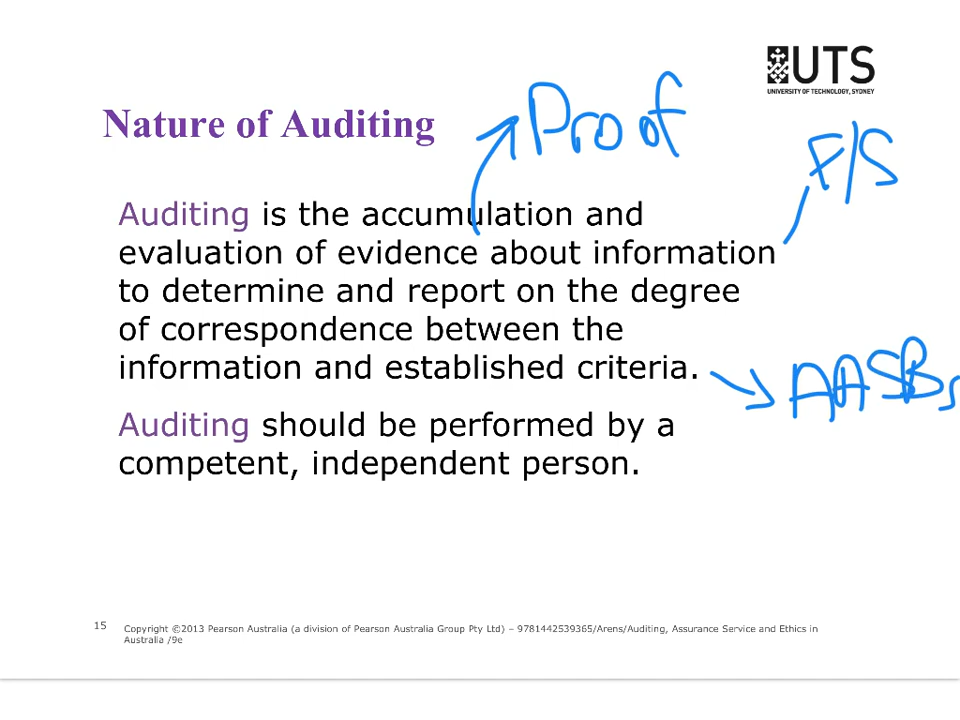 UTS
UNIVERSITY OF TECHNOLOGY, SYDNEY
Nature of Auditing
Proof
F/S
Auditing is the accumulation and
evaluation of evidence about information
to determine and report on the degree
of correspondence between the
information and established criteria.
AASBs
Auditing should be performed by a
competent, independent person.
15
Copyright ©2013 Pearson Australia (a division of Pearson Australia Group Pty Ltd) – 9781442539365/Arens/Auditing, Assurance Service and Ethics in
Australia /9e